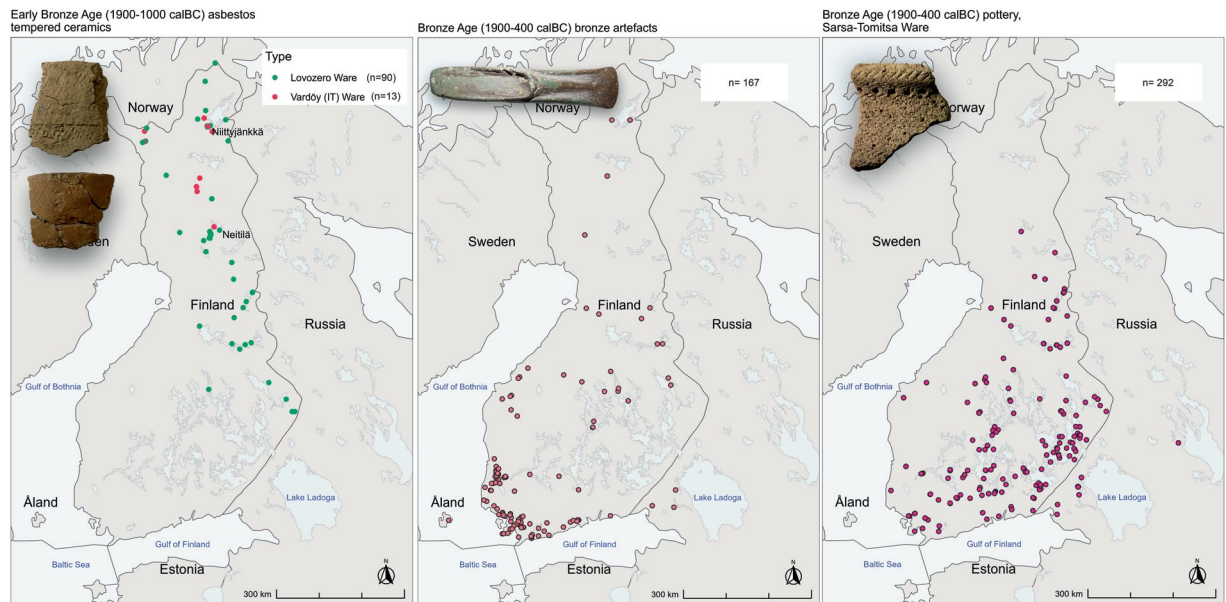 Early Bronze Age (1900-1000 calBC) asbestos
tempered ceramics
Type
Lovozero Ware (n=90)
Vardöy (IT) Ware (n=13)
Norway
Niittyjänkkä
Neitilä
den
Finland
Russia
Gulf of Bothnia
Åland
Lake Ladoga
Gulf of Finland
Baltic Sea
Estonia
N
300 km
Bronze Age (1900-400 calBC) bronze artefacts
n= 167
Norway
Sweden
Finland
Russia
Gulf of Bothnia
Åland
Lake Ladoga
Gulf of Finland
Baltic Sea
Estonia
N
300 km
Bronze Age (1900-400 calBC) pottery,
Sarsa-Tomitsa Ware
n= 292
orway
Sweden
Finland
Russia
Gulf of Bothnia
Åland
Lake Ladoga
Gulf of Finland
Baltic Sea
Estonia
N
300 km